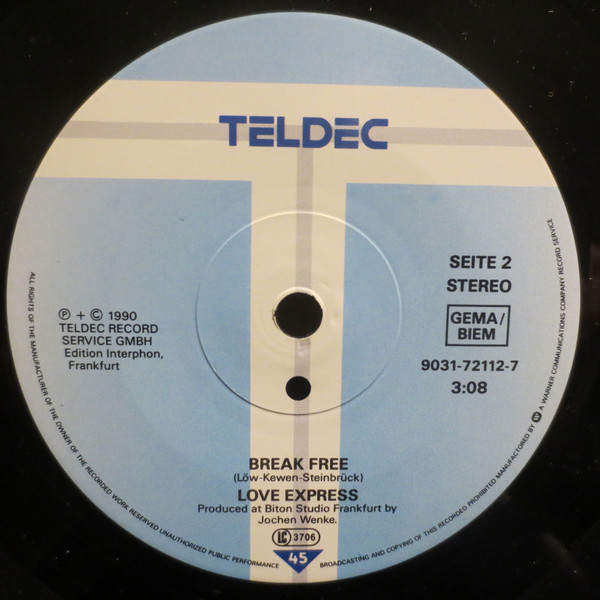 TELDEC
SEITE 2
STEREO
GEMA/
BIEM
9031-72112-7
3:08
Ⓟ + © 1990
TELDEC RECORD
SERVICE GMBH
Edition Interphon,
Frankfurt
BREAK FREE
(Löw-Kewen-Steinbrück)
LOVE EXPRESS
Produced at Biton Studio Frankfurt by
Jochen Wenke.
LC 3706
45
ALL RIGHTS OF THE MANUFACTURER OF THE OWNER OF THE RECORDED WORK RESERVED UNAUTHORIZED PUBLIC PERFORMANCE BROADCASTING AND COPYING OF THIS RECORD PROHIBITED MANUFACTURED BY W A WARNER COMMUNICATIONS COMPANY RECORD SERVICE